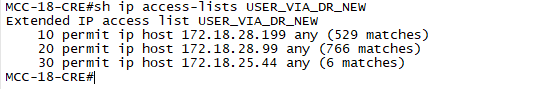 MCC-18-CRE#sh ip access-lists USER_VIA_DR_NEW
Extended IP access list USER_VIA_DR_NEW
    10 permit ip host 172.18.28.199 any (529 matches)
    20 permit ip host 172.18.28.99 any (766 matches)
    30 permit ip host 172.18.25.44 any (6 matches)
MCC-18-CRE#